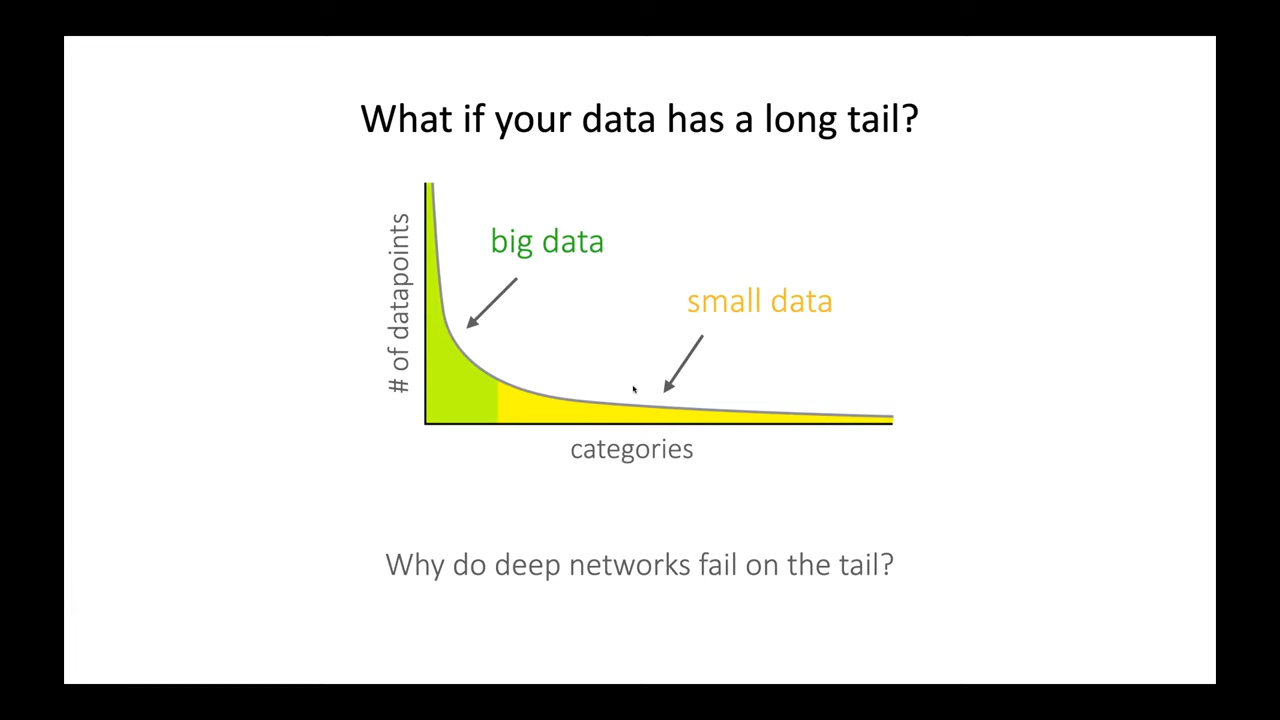 What if your data has a long tail?
# of datapoints
big data
small data
categories
Why do deep networks fail on the tail?